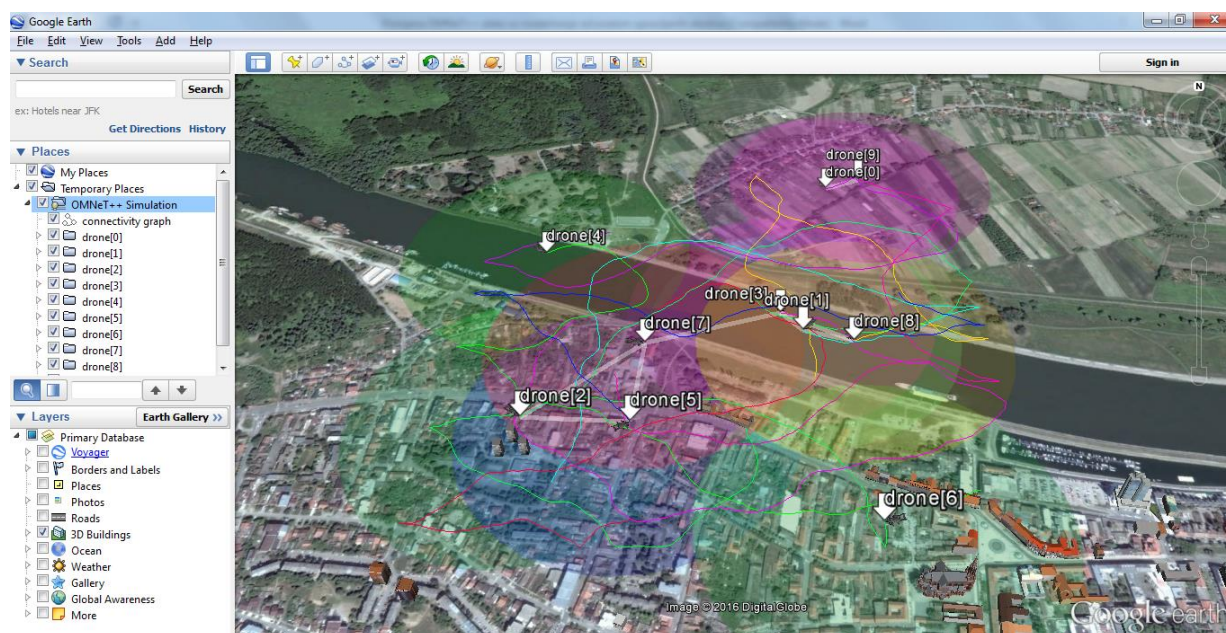 Google Earth
File Edit View Tools Add Help
Search
Search
ex: Hotels near JFK
Get Directions History
Places
My Places
Temporary Places
OMNeT++ Simulation
connectivity graph
drone[0]
drone[1]
drone[2]
drone[3]
drone[4]
drone[5]
drone[6]
drone[7]
drone[8]
Layers Earth Gallery >>
Primary Database
Voyager
Borders and Labels
Places
Photos
Roads
3D Buildings
Ocean
Weather
Gallery
Global Awareness
More
Sign in
N
drone[9]
drone[0]
drone[4]
drone[3]
drone[1]
drone[7]
drone[8]
drone[2]
drone[5]
drone[6]
Image © 2016 DigitalGlobe
Google earth